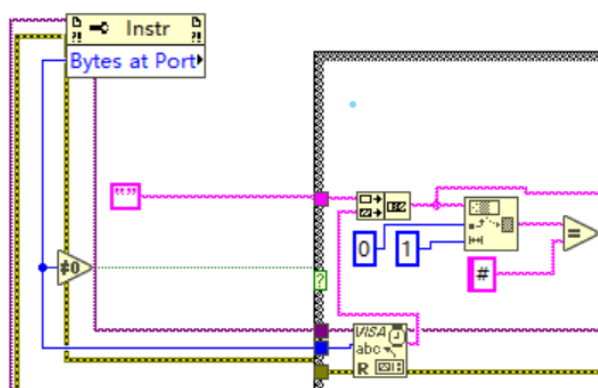 Instr
Bytes at Port
""
0
1
#
=
≠0
?
VISA
abc
R